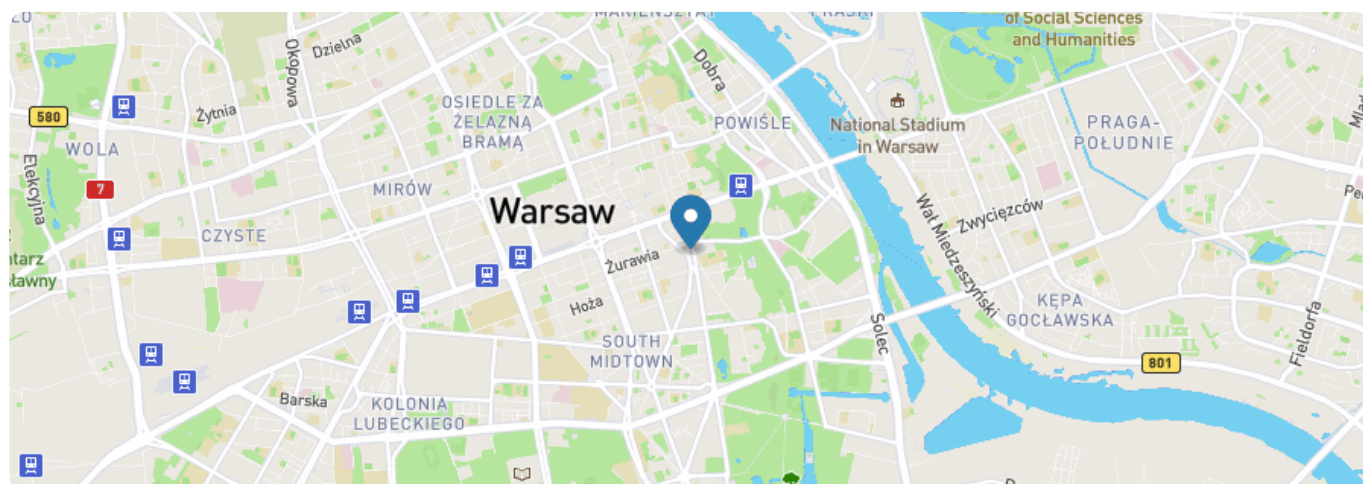 MARIENSZTAT
of Social Sciences
and Humanities
Dzielna
Okopowa
Dobra
580
Żytnia
OSIEDLE ZA
ŻELAZNĄ
BRAMĄ
POWIŚLE
National Stadium
in Warsaw
PRAGA-
POŁUDNIE
WOLA
Elekcyjna
7
MIRÓW
Warsaw
CZYSTE
Zwycięzców
Wał Miedzeszyński
Żurawia
Hoża
KĘPA
GOCŁAWSKA
Solec
Fieldorfa
SOUTH
MIDTOWN
801
Barska
KOLONIA
LUBECKIEGO